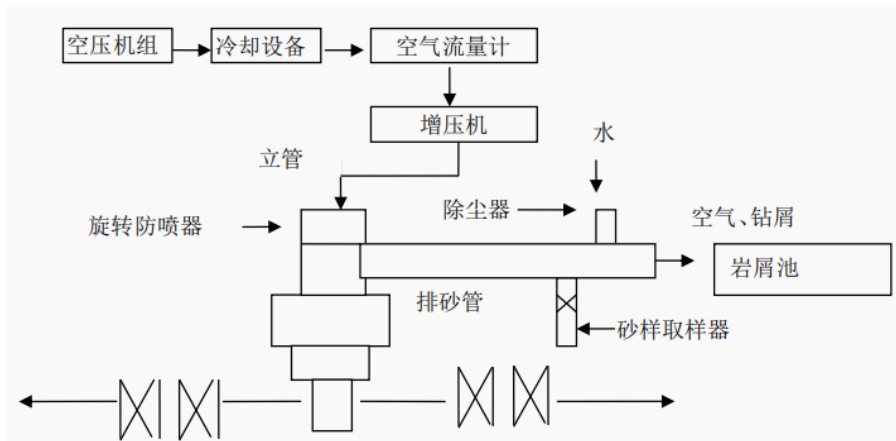 空压机组
冷却设备
空气流量计
增压机
水
立管
除尘器
旋转防喷器
空气、钻屑
岩屑池
排砂管
砂样取样器